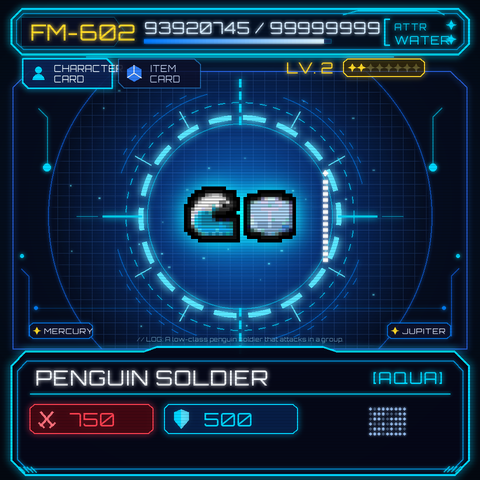 FM-602
93920745 / 99999999
ATTR
WATER
CHARACTER
CARD
ITEM
CARD
LV.2
MERCURY
JUPITER
// LOG: A low-class penguin soldier that attacks in a group
PENGUIN SOLDIER
[AQUA]
750
500